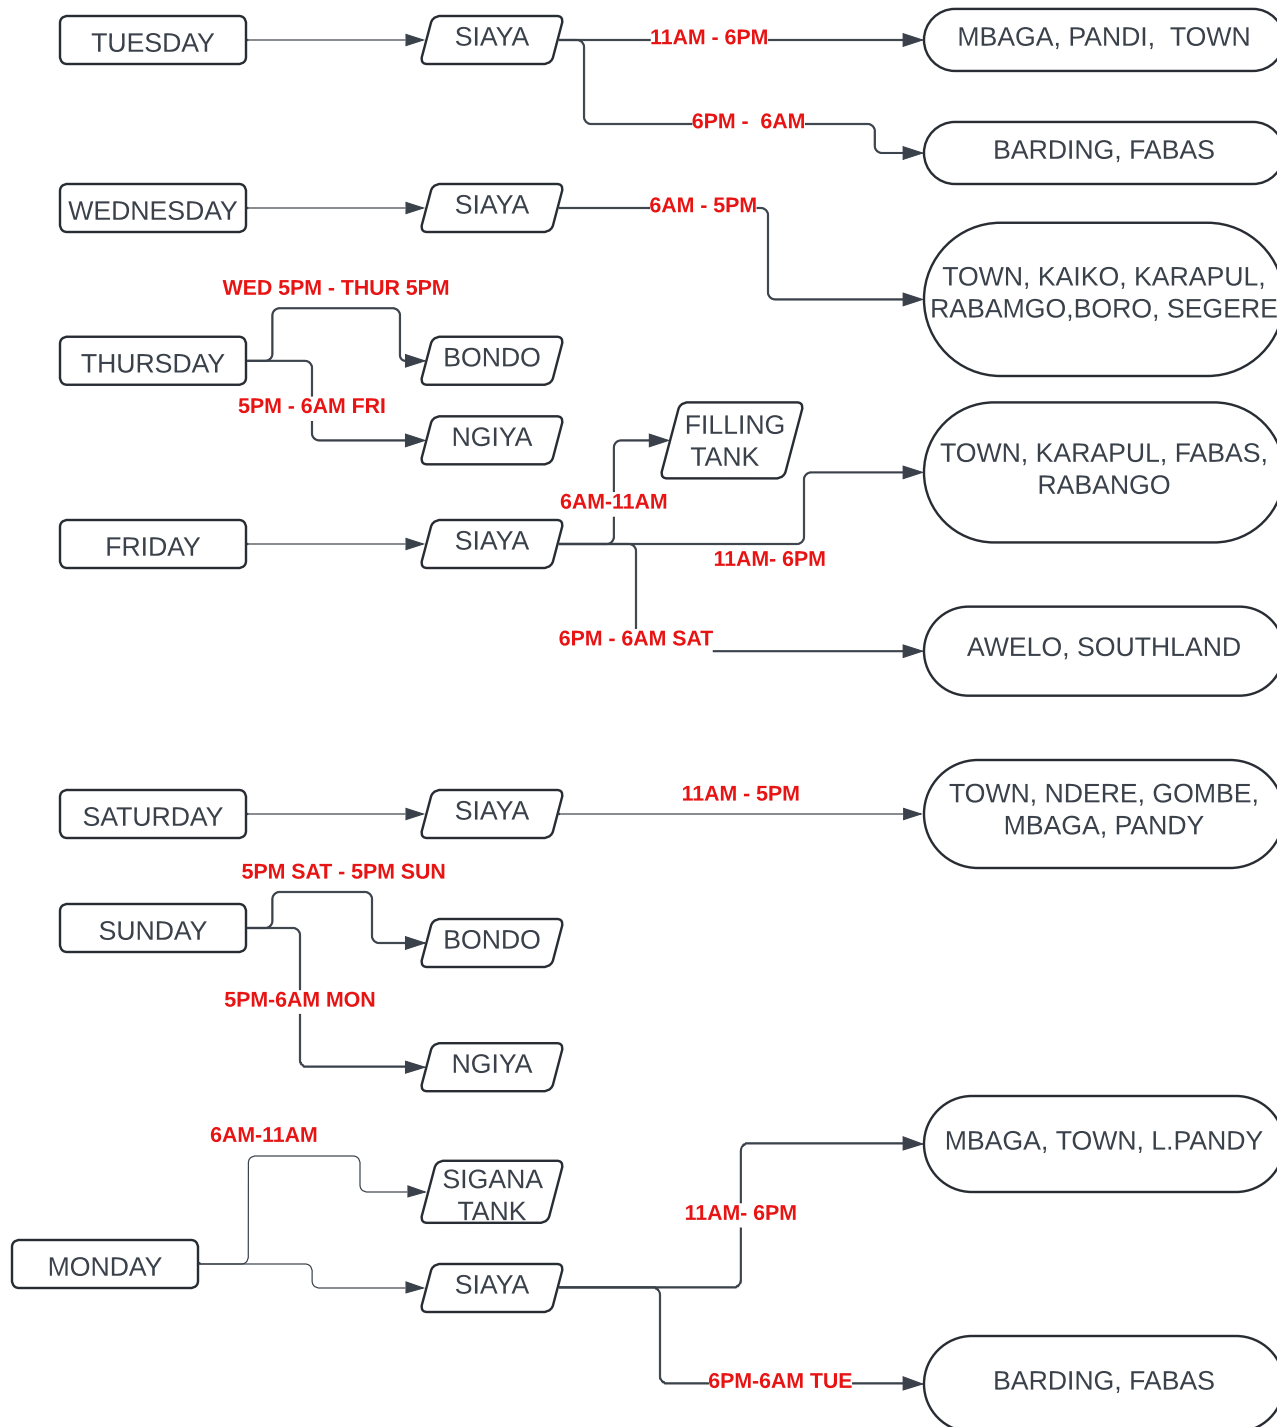 TUESDAY
SIAYA
11AM - 6PM
MBAGA, PANDI, TOWN
6PM - 6AM
BARDING, FABAS
WEDNESDAY
SIAYA
6AM - 5PM
TOWN, KAIKO, KARAPUL,
RABAMGO,BORO, SEGERE
WED 5PM - THUR 5PM
THURSDAY
BONDO
5PM - 6AM FRI
NGIYA
FILLING
TANK
6AM-11AM
FRIDAY
SIAYA
11AM- 6PM
TOWN, KARAPUL, FABAS,
RABANGO
6PM - 6AM SAT
AWELO, SOUTHLAND
SATURDAY
SIAYA
11AM - 5PM
TOWN, NDERE, GOMBE,
MBAGA, PANDY
5PM SAT - 5PM SUN
SUNDAY
BONDO
5PM-6AM MON
NGIYA
6AM-11AM
SIGANA
TANK
MONDAY
SIAYA
11AM- 6PM
MBAGA, TOWN, L.PANDY
6PM-6AM TUE
BARDING, FABAS